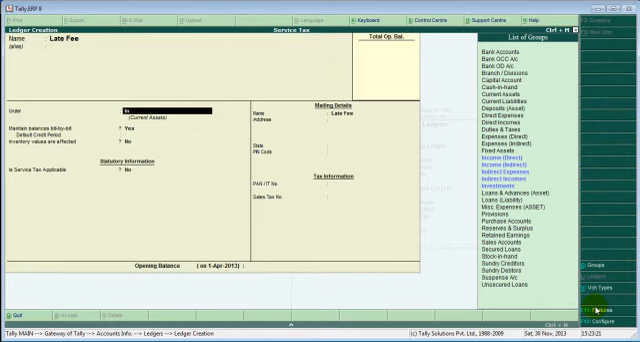 Tally.ERP 9
P: Print
E: Export
M: E-Mail
O: Upload
G: Language
K: Keyboard
K: Control Centre
H: Support Centre
H: Help
F3: Company
Ledger Creation
Service Tax
Ctrl + M
Name : Late Fee
(alias)
Total Op. Bal.
Under : In
(Current Assets)
Maintain balances bill-by-bill ? Yes
Default Credit Period :
Inventory values are affected ? No
Statutory Information
Is Service Tax Applicable ? No
Mailing Details
Name : Late Fee
Address :
State :
PIN Code :
Tax Information
PAN / IT No. :
Sales Tax No. :
Opening Balance ( on 1-Apr-2013) :
List of Groups
Bank Accounts
Bank OCC A/c
Bank OD A/c
Branch / Divisions
Capital Account
Cash-in-hand
Current Assets
Current Liabilities
Deposits (Asset)
Direct Expenses
Direct Incomes
Duties & Taxes
Expenses (Direct)
Expenses (Indirect)
Fixed Assets
Income (Direct)
Income (Indirect)
Indirect Expenses
Indirect Incomes
Investments
Loans & Advances (Asset)
Loans (Liability)
Misc. Expenses (ASSET)
Provisions
Purchase Accounts
Reserves & Surplus
Retained Earnings
Sales Accounts
Secured Loans
Stock-in-hand
Sundry Creditors
Sundry Debtors
Suspense A/c
Unsecured Loans
G: Groups
L: Ledgers
V: Vch Types
F11: Features
F12: Configure
Q: Quit
A: Accept
D: Delete
Ctrl + N
Tally MAIN --> Gateway of Tally --> Accounts Info. --> Ledgers --> Ledger Creation
(c) Tally Solutions Pvt. Ltd., 1988-2009
Sat, 30 Nov, 2013
15:23:21